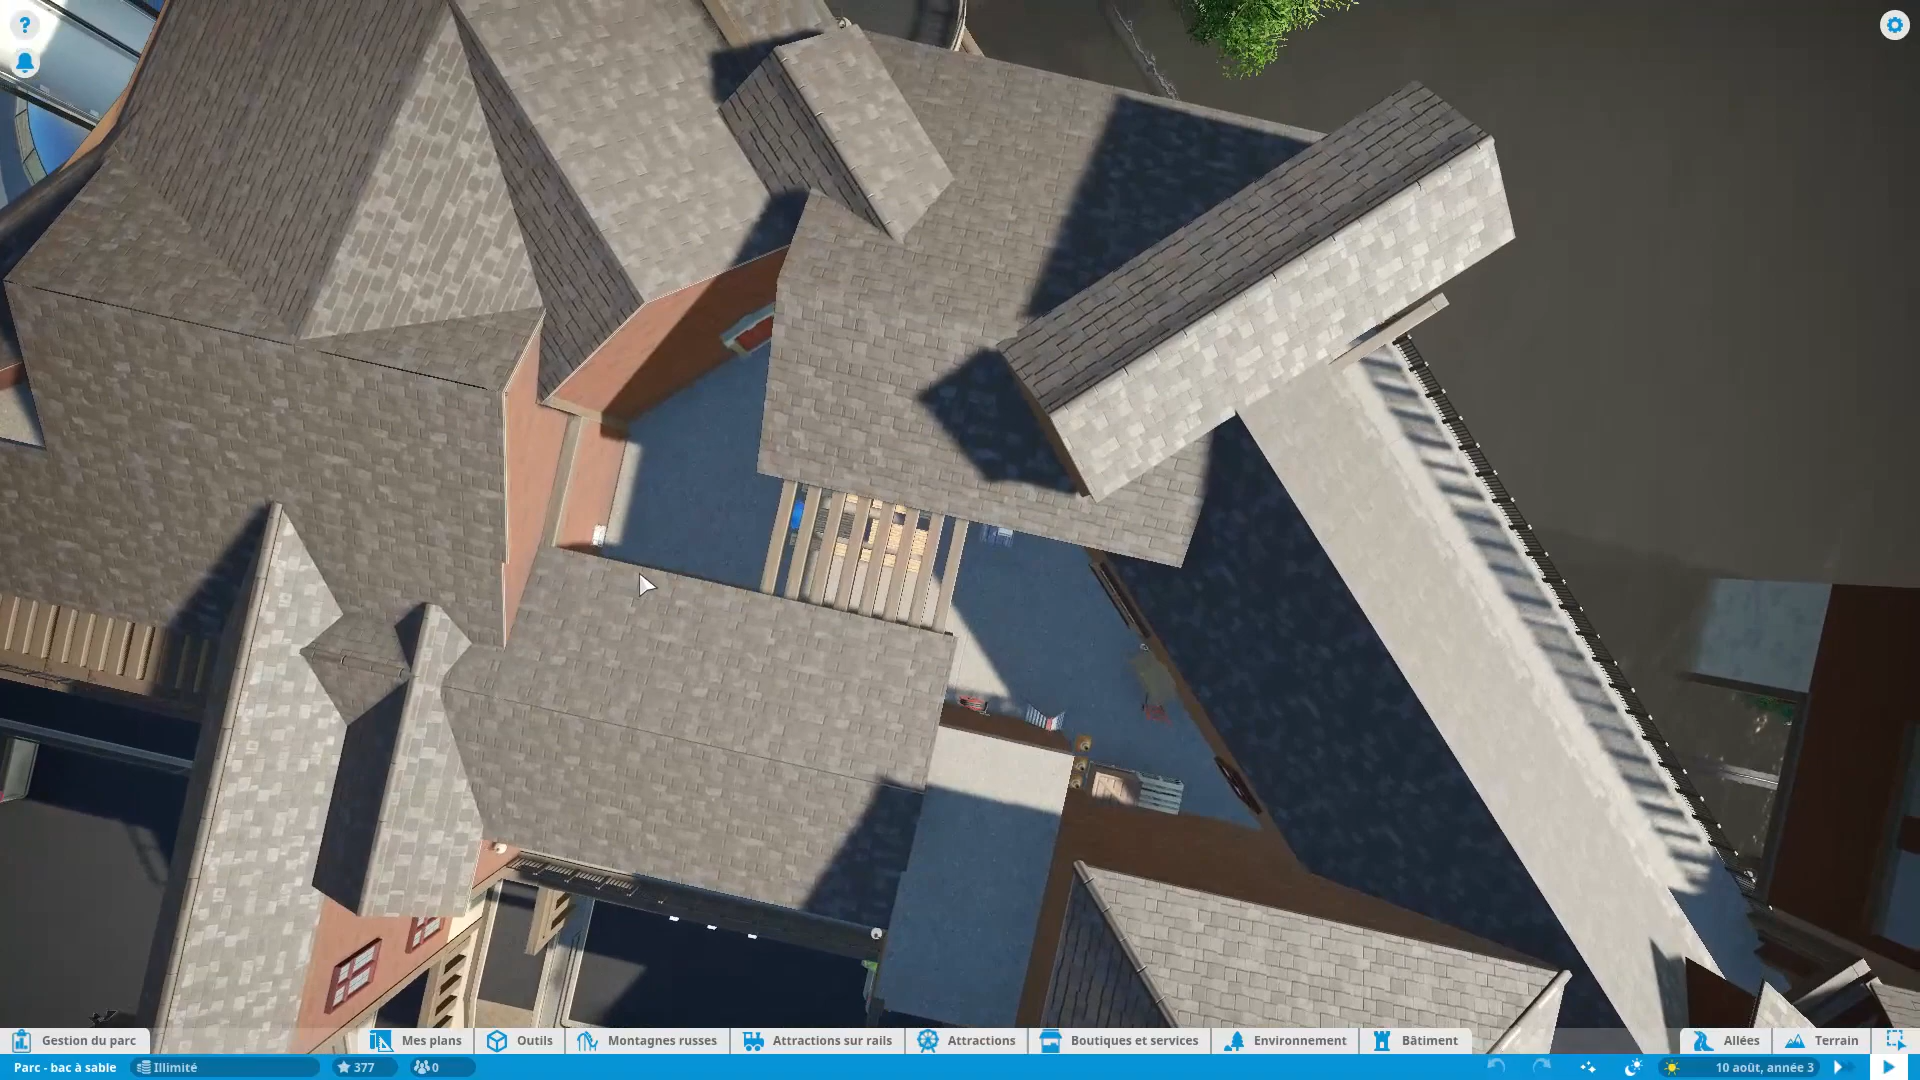 ?
Gestion du parc
Mes plans
Outils
Montagnes russes
Attractions sur rails
Attractions
Boutiques et services
Environnement
Bâtiment
Allées
Terrain
Parc - bac à sable
Illimité
377
0
10 août, année 3